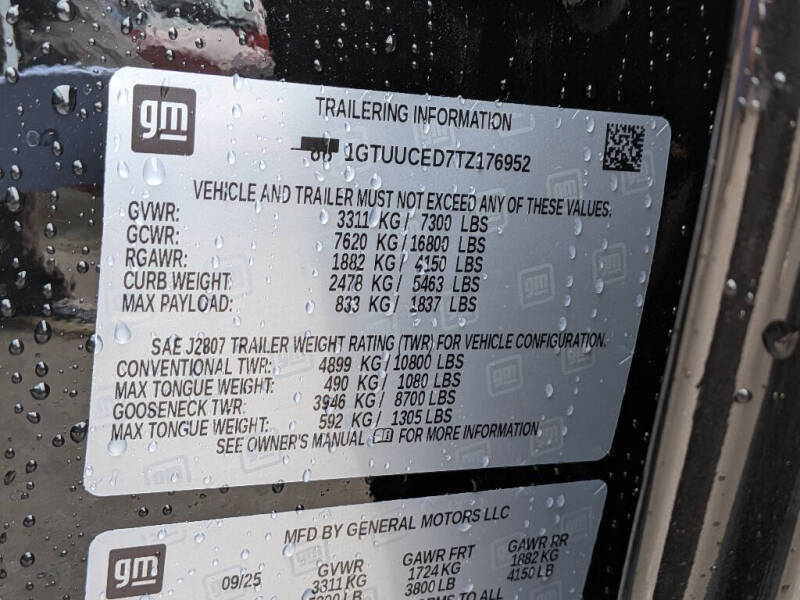 gm
TRAILERING INFORMATION
1GTUUCED7TZ176952
VEHICLE AND TRAILER MUST NOT EXCEED ANY OF THESE VALUES.
GVWR: 3311 KG / 7300 LBS
GCWR: 7620 KG / 16800 LBS
RGAWR: 1882 KG / 4150 LBS
CURB WEIGHT: 2478 KG / 5463 LBS
MAX PAYLOAD: 833 KG / 1837 LBS
SAE J2807 TRAILER WEIGHT RATING (TWR) FOR VEHICLE CONFIGURATION.
CONVENTIONAL TWR: 4899 KG / 10800 LBS
MAX TONGUE WEIGHT: 490 KG / 1080 LBS
GOOSENECK TWR: 3946 KG / 8700 LBS
MAX TONGUE WEIGHT: 592 KG / 1305 LBS
SEE OWNER'S MANUAL FOR MORE INFORMATION
gm
MFD BY GENERAL MOTORS LLC
09/25 GVWR GAWR FRT GAWR RR
3311 KG 1724 KG 1882 KG
3800 LB 4150 LB
TO ALL